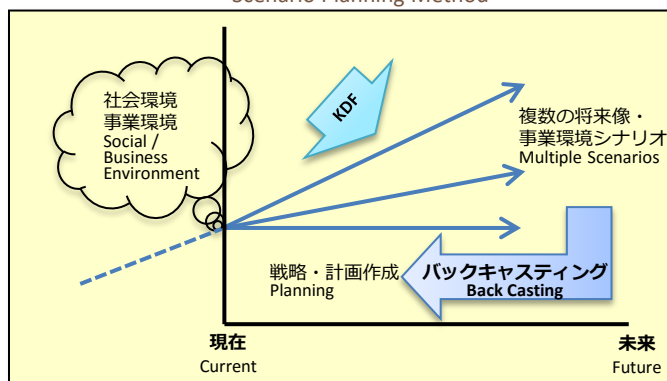 Scenario Planning Method
社会環境
事業環境
Social /
Business
Environment
KDF
複数の将来像・
事業環境シナリオ
Multiple Scenarios
戦略・計画作成
Planning
バックキャスティング
Back Casting
現在
Current
未来
Future